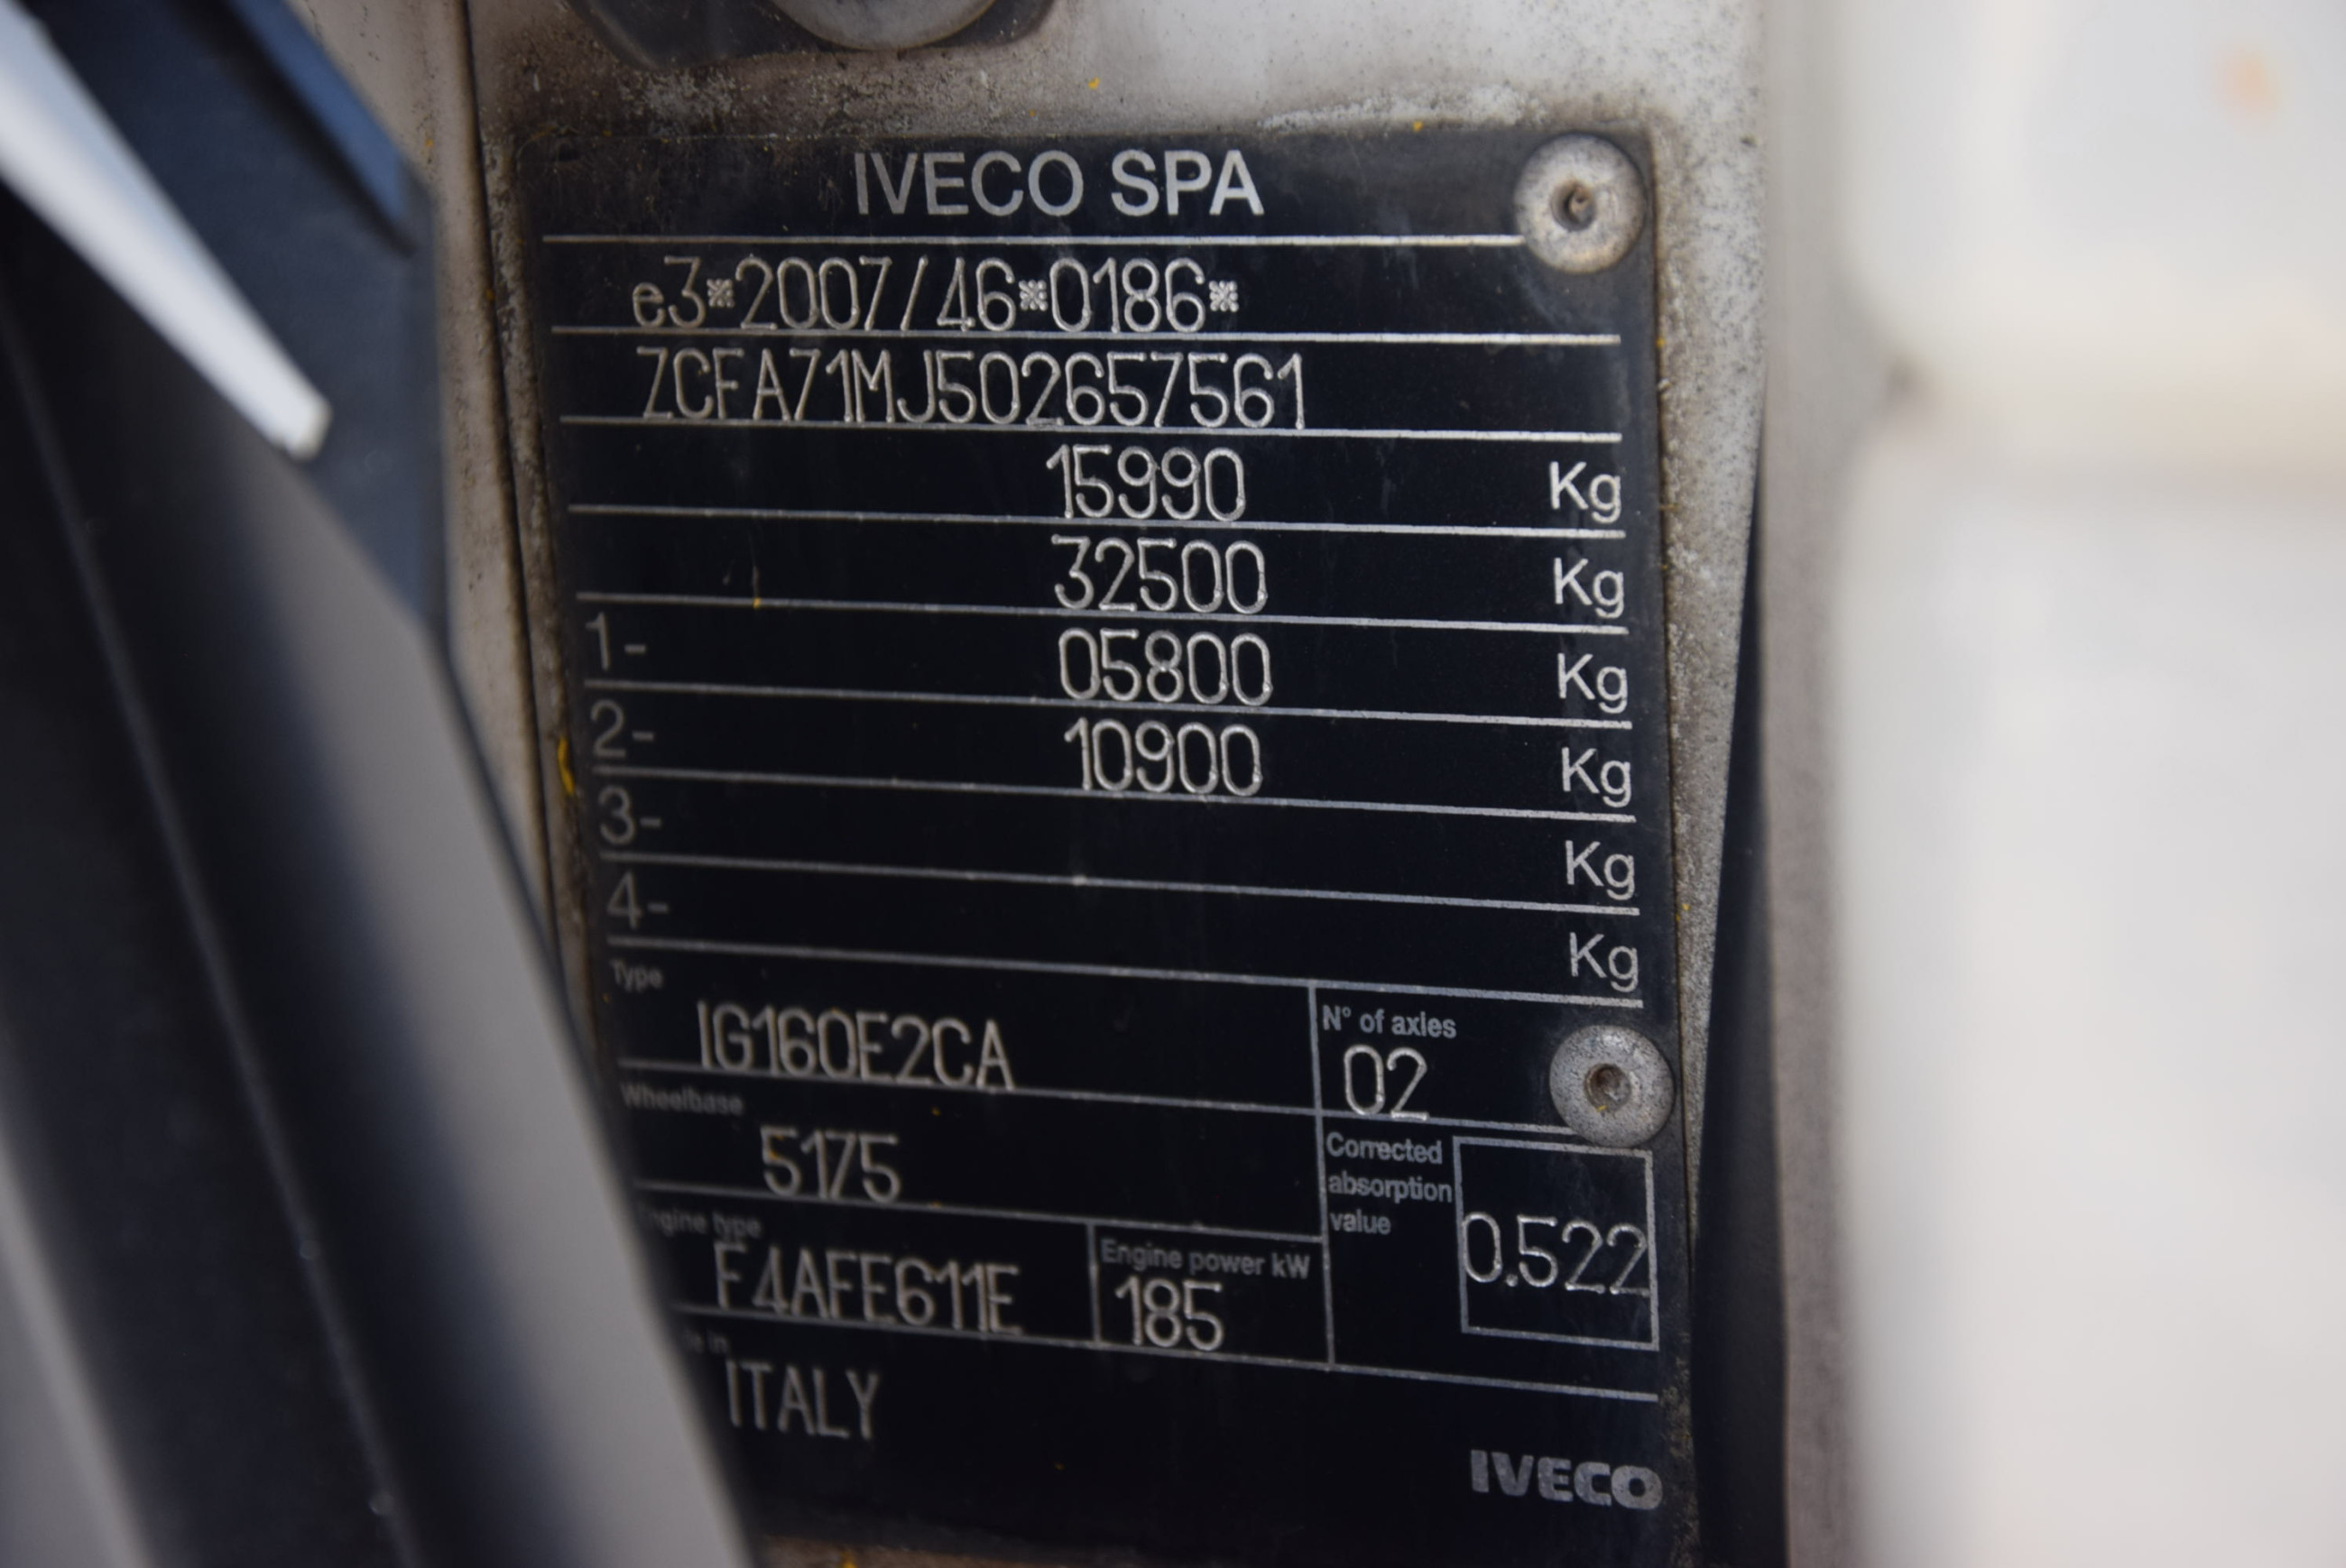 IVECO SPA
e3*2007/46*0186*
ZCFA71MJ502657561
15990 Kg
32500 Kg
1- 05800 Kg
2- 10900 Kg
3- Kg
4- Kg
Type
IG160E2CA
N° of axles
02
Wheelbase
5175
Corrected
absorption
value
0.522
type
F4AFE611E
Engine power kW
185
in
ITALY
IVECO